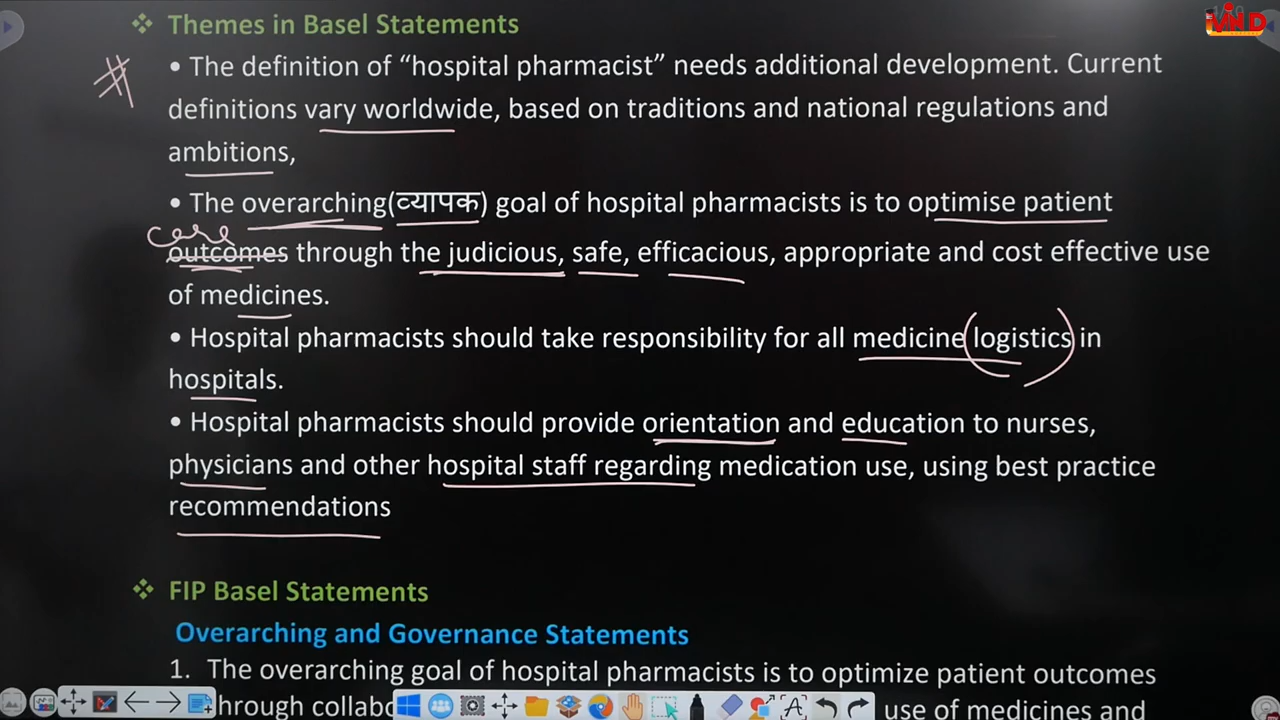 ❖ Themes in Basel Statements
• The definition of “hospital pharmacist” needs additional development. Current
definitions vary worldwide, based on traditions and national regulations and
ambitions,
• The overarching(व्यापक) goal of hospital pharmacists is to optimise patient
care
outcomes through the judicious, safe, efficacious, appropriate and cost effective use
of medicines.
• Hospital pharmacists should take responsibility for all medicine logistics in
hospitals.
• Hospital pharmacists should provide orientation and education to nurses,
physicians and other hospital staff regarding medication use, using best practice
recommendations
❖ FIP Basel Statements
Overarching and Governance Statements
1. The overarching goal of hospital pharmacists is to optimize patient outcomes
use of medicines and